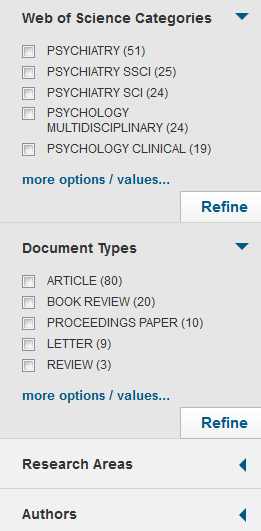 Web of Science Categories
PSYCHIATRY (51)
PSYCHIATRY SSCI (25)
PSYCHIATRY SCI (24)
PSYCHOLOGY
MULTIDISCIPLINARY (24)
PSYCHOLOGY CLINICAL (19)
more options / values...
Refine
Document Types
ARTICLE (80)
BOOK REVIEW (20)
PROCEEDINGS PAPER (10)
LETTER (9)
REVIEW (3)
more options / values...
Refine
Research Areas
Authors